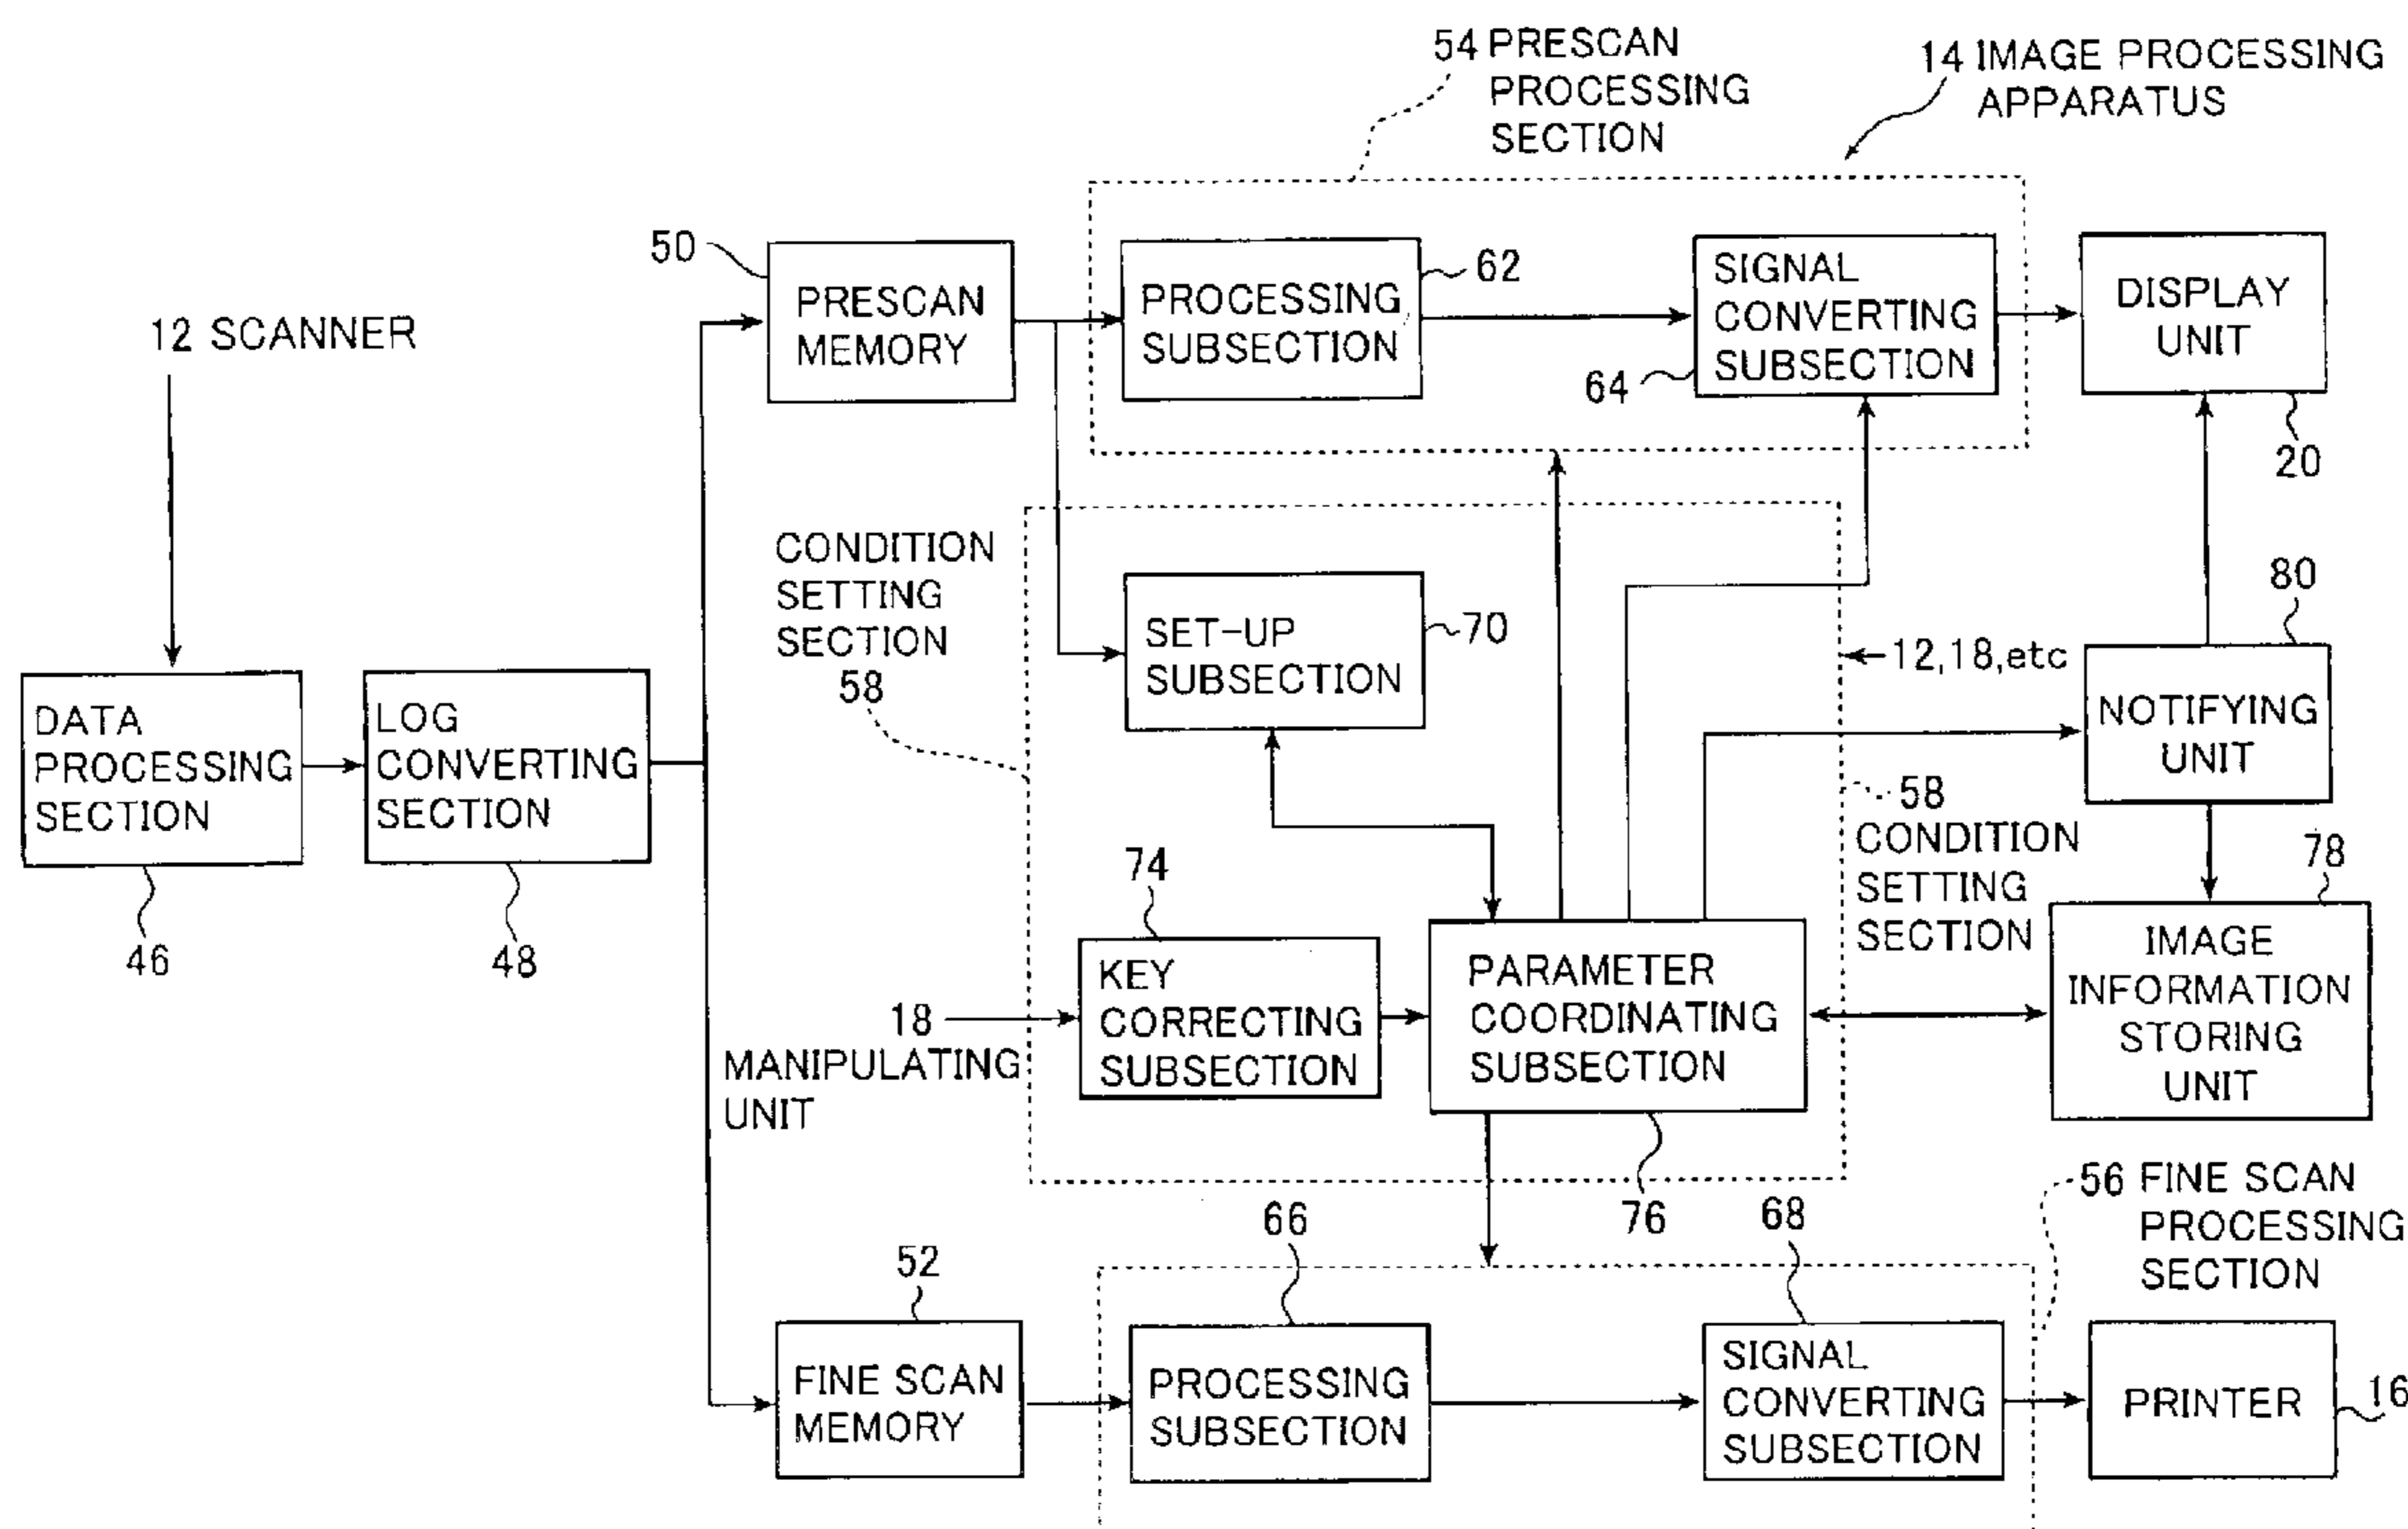 54 PRESCAN
PROCESSING
SECTION
14 IMAGE PROCESSING
APPARATUS
12 SCANNER
50
PRESCAN
MEMORY
PROCESSING
SUBSECTION
62
SIGNAL
CONVERTING
SUBSECTION
64
DISPLAY
UNIT
20
CONDITION
SETTING
SECTION
58
SET-UP
SUBSECTION
70
12,18,etc
80
NOTIFYING
UNIT
DATA
PROCESSING
SECTION
46
LOG
CONVERTING
SECTION
48
58
CONDITION
SETTING
SECTION
74
KEY
CORRECTING
SUBSECTION
18
MANIPULATING
UNIT
PARAMETER
COORDINATING
SUBSECTION
76
78
IMAGE
INFORMATION
STORING
UNIT
56 FINE SCAN
PROCESSING
SECTION
52
FINE SCAN
MEMORY
66
PROCESSING
SUBSECTION
68
SIGNAL
CONVERTING
SUBSECTION
PRINTER
16